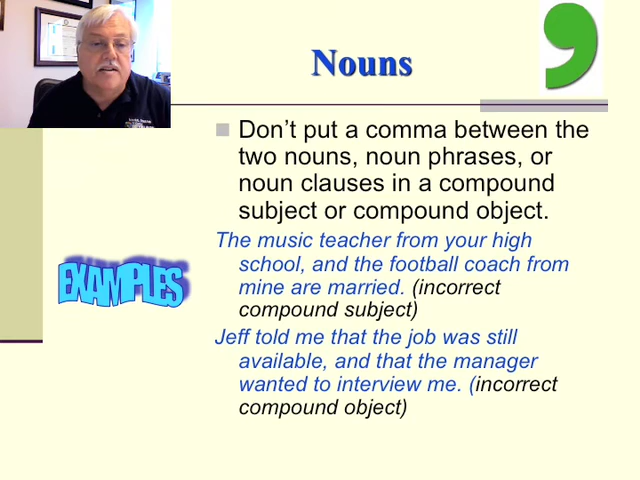 Nouns
Don't put a comma between the
two nouns, noun phrases, or
noun clauses in a compound
subject or compound object.
The music teacher from your high
school, and the football coach from
mine are married. (incorrect
compound subject)
EXAMPLES
Jeff told me that the job was still
available, and that the manager
wanted to interview me. (incorrect
compound object)